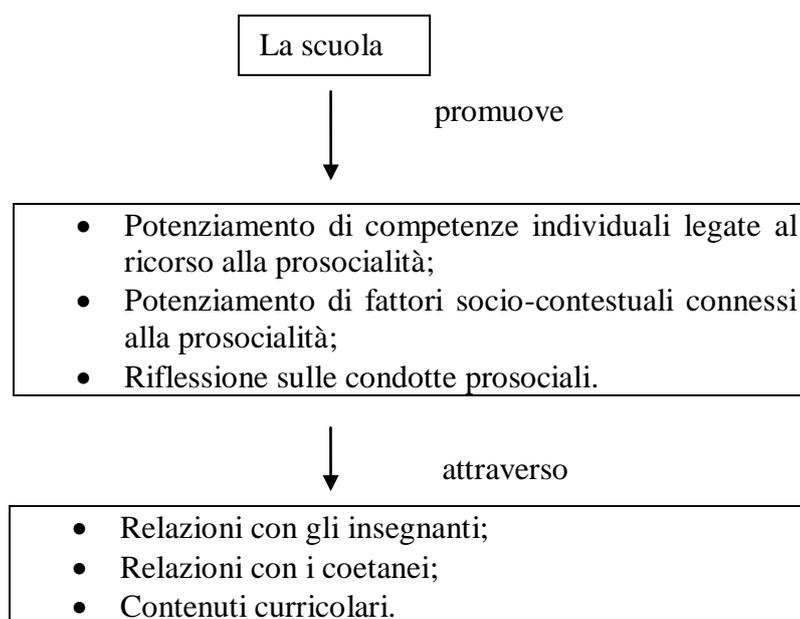 La scuola
promuove
• Potenziamento di competenze individuali legate al
ricorso alla prosocialità;
• Potenziamento di fattori socio-contestuali connessi
alla prosocialità;
• Riflessione sulle condotte prosociali.
attraverso
• Relazioni con gli insegnanti;
• Relazioni con i coetanei;
• Contenuti curricolari.